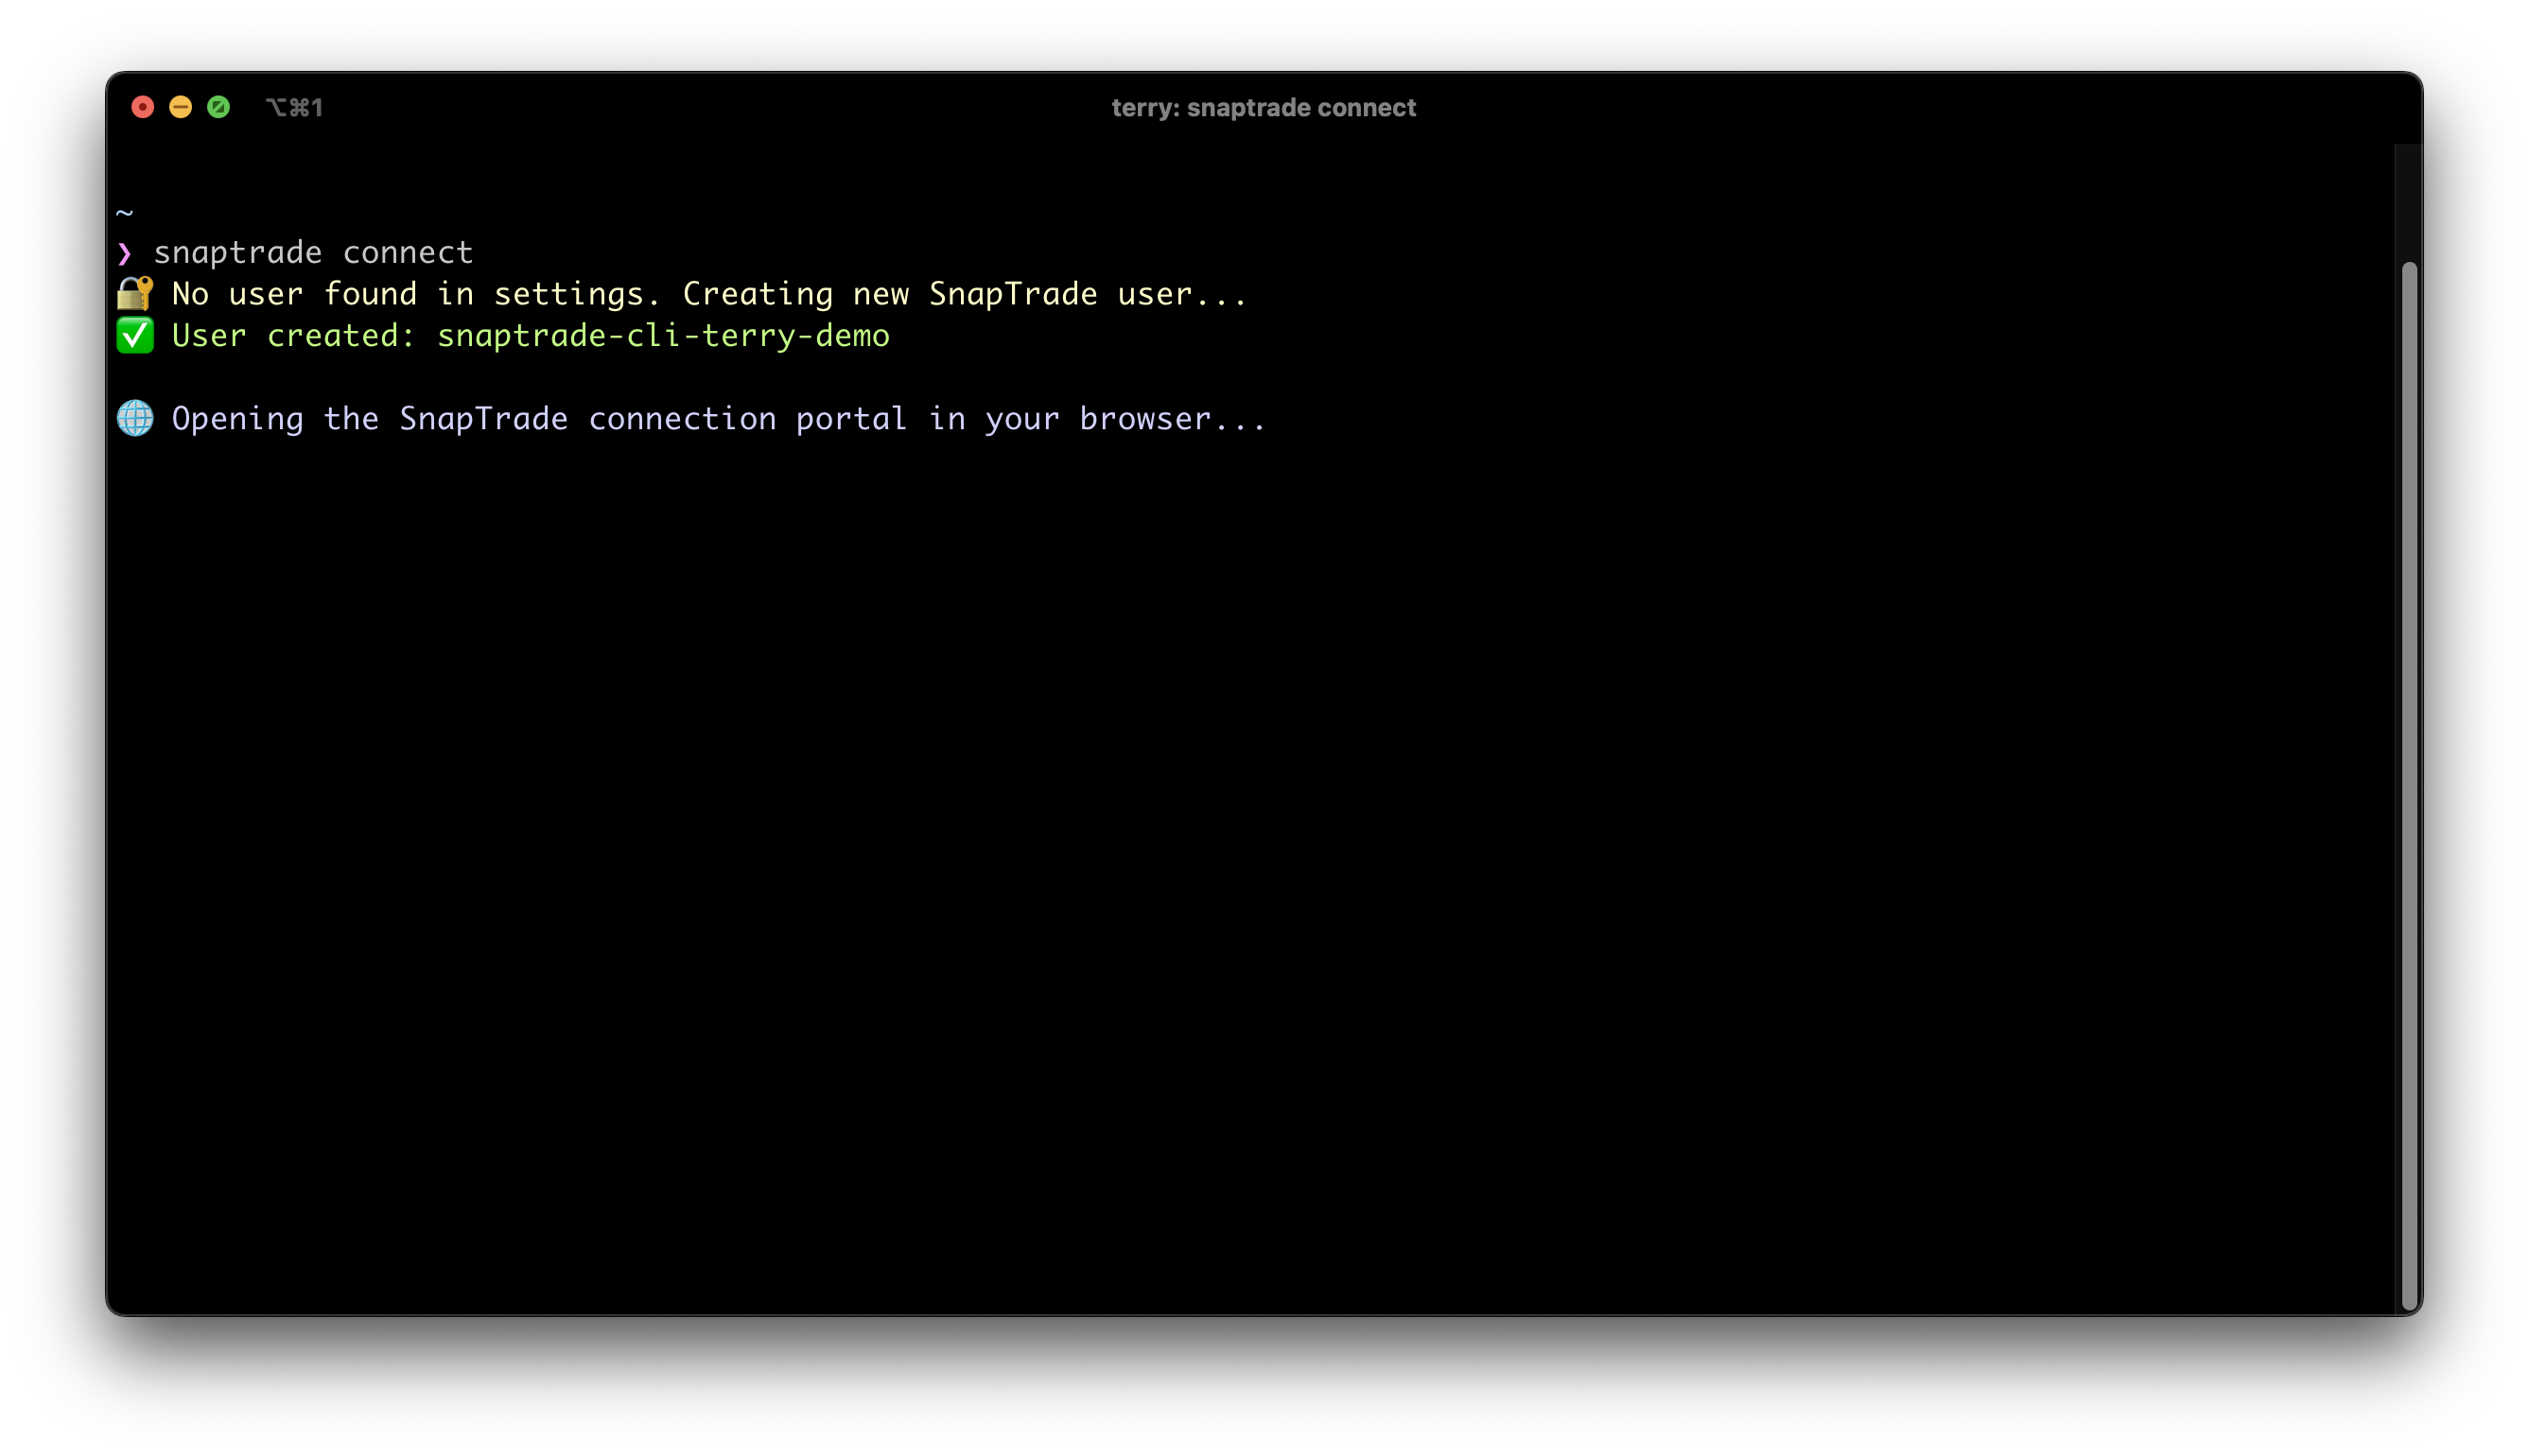 ⌥⌘1
terry: snaptrade connect
~
❯ snaptrade connect
🔐 No user found in settings. Creating new SnapTrade user...
✅ User created: snaptrade-cli-terry-demo
🌐 Opening the SnapTrade connection portal in your browser...